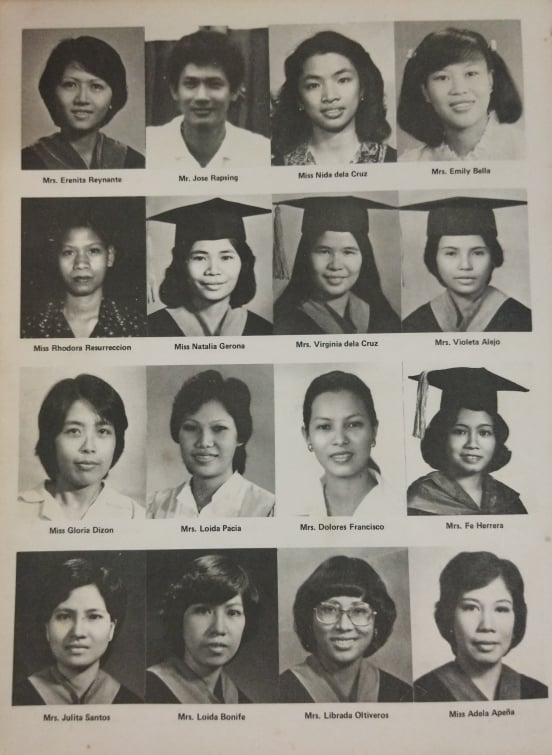 Mrs. Erenita Reynante
Mr. Jose Rapsing
Miss Nida dela Cruz
Mrs. Emily Bella
Miss Rhodora Resurreccion
Miss Natalia Gerona
Mrs. Virginia dela Cruz
Mrs. Violeta Alejo
Miss Gloria Dizon
Mrs. Loida Pacia
Mrs. Dolores Francisco
Mrs. Fe Herrera
Mrs. Julita Santos
Mrs. Loida Bonife
Mrs. Librada Oltiveros
Miss Adela Apeña